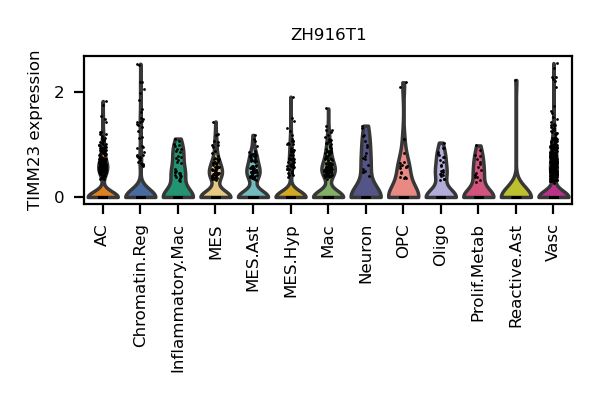 ZH916T1
TIMM23 expression
2
0
AC
Chromatin.Reg
Inflammatory.Mac
MES
MES.Ast
MES.Hyp
Mac
Neuron
OPC
Oligo
Prolif.Metab
Reactive.Ast
Vasc